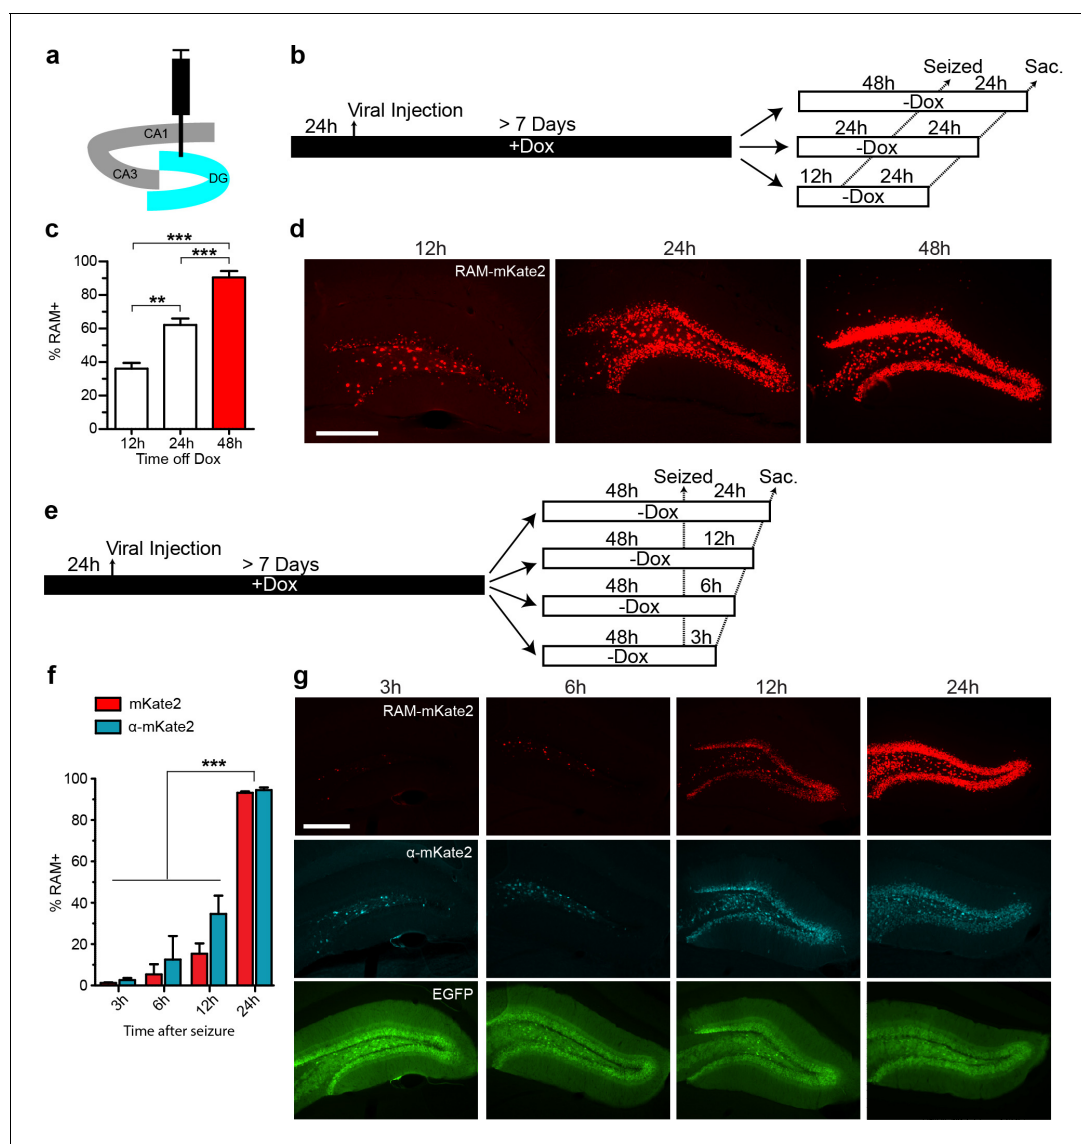 a
CA1
CA3
DG
b
24h
Viral Injection
> 7 Days
+Dox
Seized
Sac.
48h
24h
-Dox
24h
24h
-Dox
12h
24h
-Dox
c
***
***
**
% RAM+
100
80
60
40
20
0
12h
24h
48h
Time off Dox
d
12h
24h
48h
RAM-mKate2
e
24h
Viral Injection
> 7 Days
+Dox
Seized
Sac.
48h
24h
-Dox
48h
12h
-Dox
48h
6h
-Dox
48h
3h
-Dox
f
mKate2
α-mKate2
***
% RAM+
100
80
60
40
20
0
3h
6h
12h
24h
Time after seizure
g
3h
6h
12h
24h
RAM-mKate2
α-mKate2
EGFP